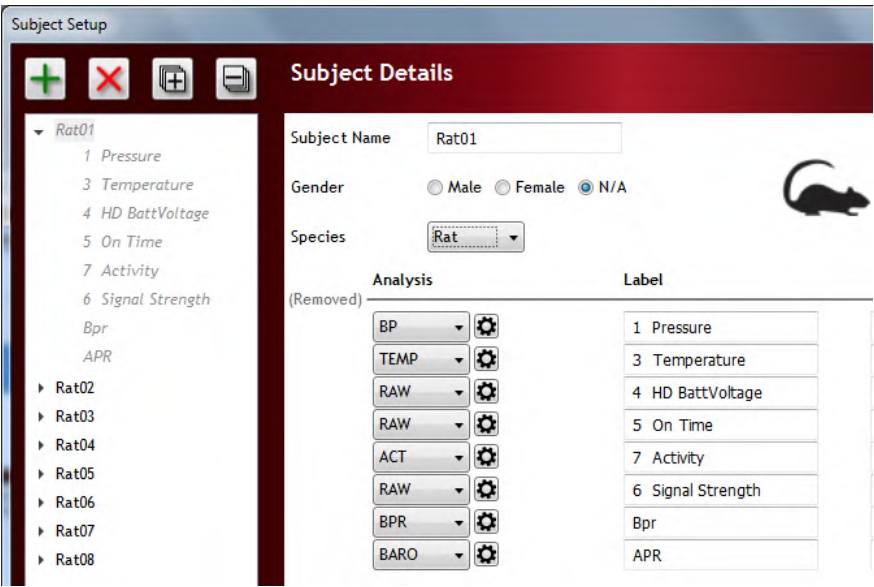 Subject Setup
Subject Details
Rat01
1 Pressure
3 Temperature
4 HD BattVoltage
5 On Time
7 Activity
6 Signal Strength
Bpr
APR
Rat02
Rat03
Rat04
Rat05
Rat06
Rat07
Rat08
Subject Name Rat01
Gender Male Female N/A
Species Rat
Analysis Label
(Removed)
BP 1 Pressure
TEMP 3 Temperature
RAW 4 HD BattVoltage
RAW 5 On Time
ACT 7 Activity
RAW 6 Signal Strength
BPR Bpr
BARO APR